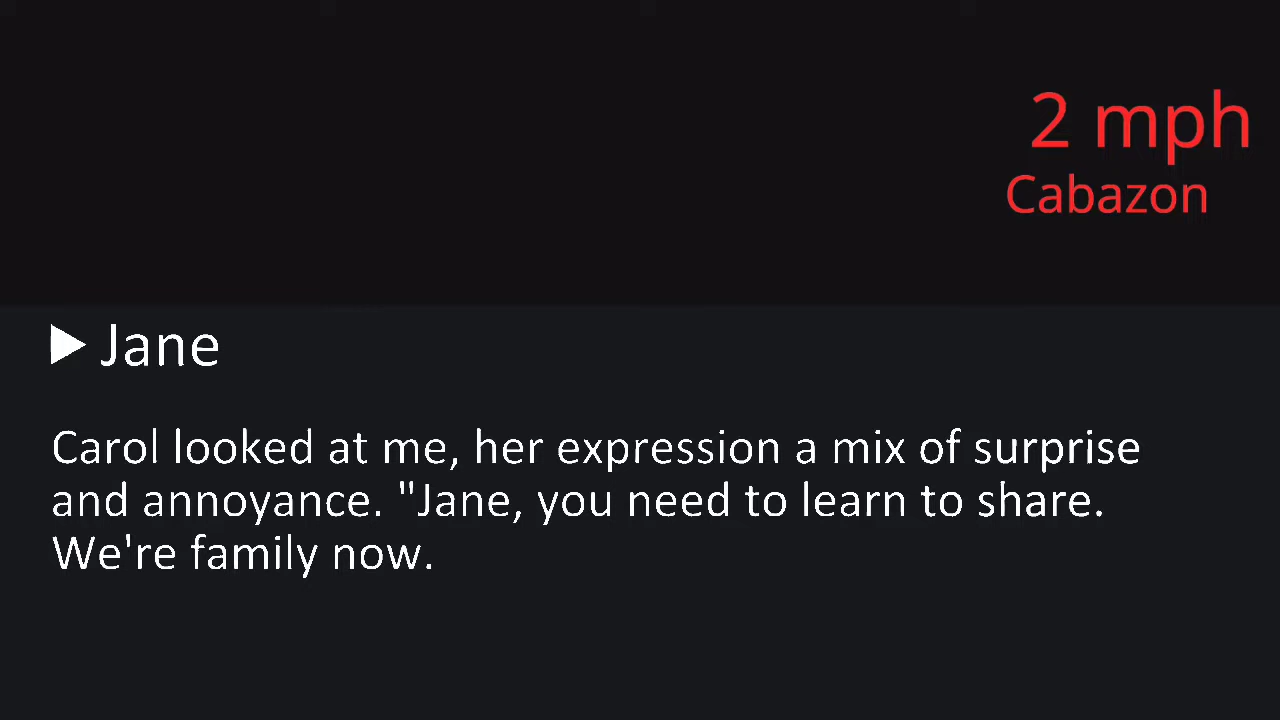 2 mph
Cabazon
Jane
Carol looked at me, her expression a mix of surprise
and annoyance. "Jane, you need to learn to share.
We're family now.